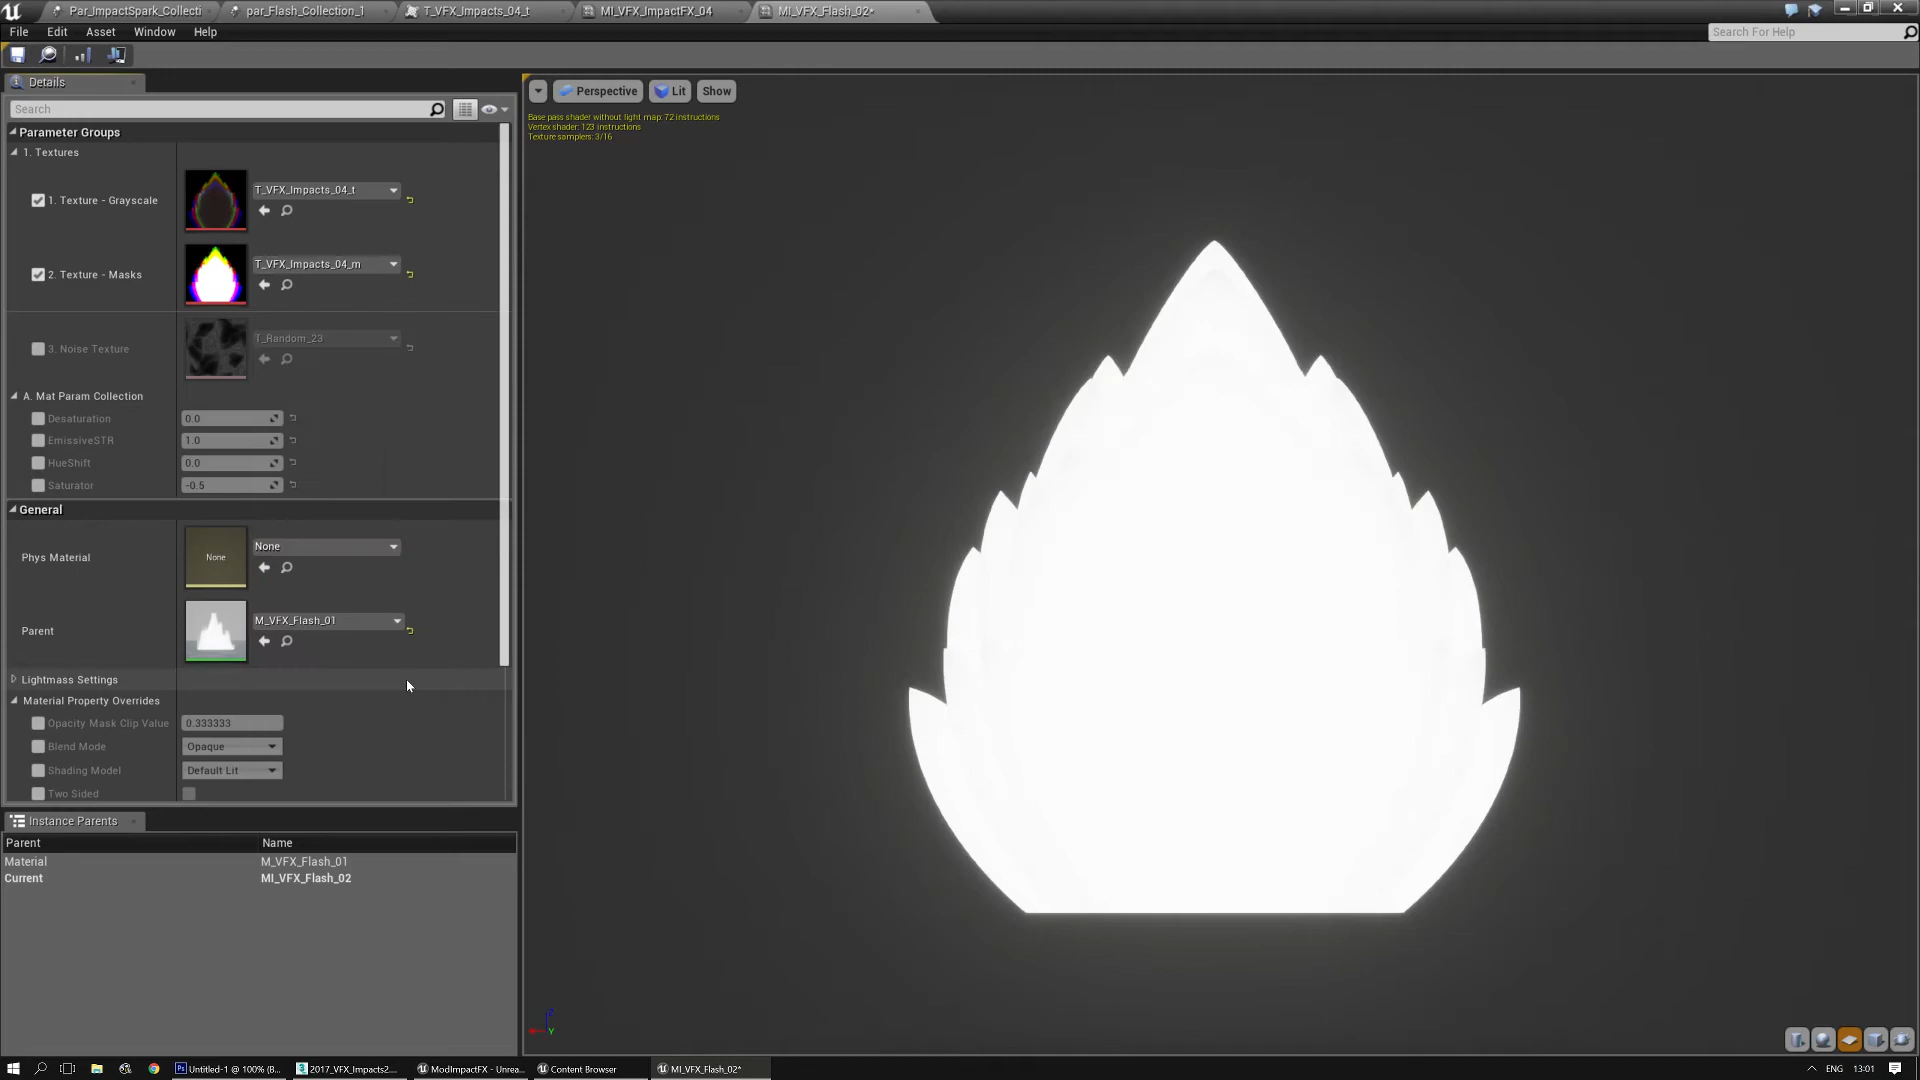 Par_ImpactSpark_Collecti
par_Flash_Collection_1
T_VFX_Impacts_04_t
MI_VFX_ImpactFX_04
MI_VFX_Flash_02*
File Edit Asset Window Help
Search For Help
Details
Search
Perspective
Lit
Show
Base pass shader without light map: 72 instructions
Vertex shader: 123 instructions
Texture samplers: 3/16
Parameter Groups
1. Textures
1. Texture - Grayscale
T_VFX_Impacts_04_t
2. Texture - Masks
T_VFX_Impacts_04_m
3. Noise Texture
T_Random_23
A. Mat Param Collection
Desaturation 0.0
EmissiveSTR 1.0
HueShift 0.0
Saturator -0.5
General
Phys Material
None
None
Parent
M_VFX_Flash_01
Lightmass Settings
Material Property Overrides
Opacity Mask Clip Value 0.333333
Blend Mode Opaque
Shading Model Default Lit
Two Sided
Instance Parents
Parent Name
Material M_VFX_Flash_01
Current MI_VFX_Flash_02
Z
Y
Untitled-1 @ 100% (B...
2017_VFX_Impacts2...
ModImpactFX - Unrea...
Content Browser
MI_VFX_Flash_02*
ENG
13:01